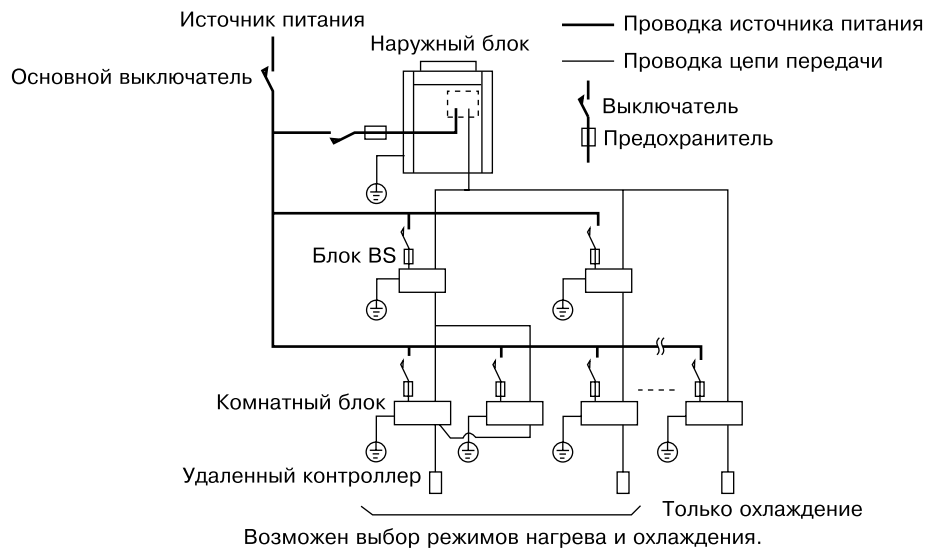 Источник питания
Проводка источника питания
Наружный блок
Проводка цепи передачи
Основной выключатель
Выключатель
Предохранитель
Блок BS
Комнатный блок
Удаленный контроллер
Только охлаждение
Возможен выбор режимов нагрева и охлаждения.